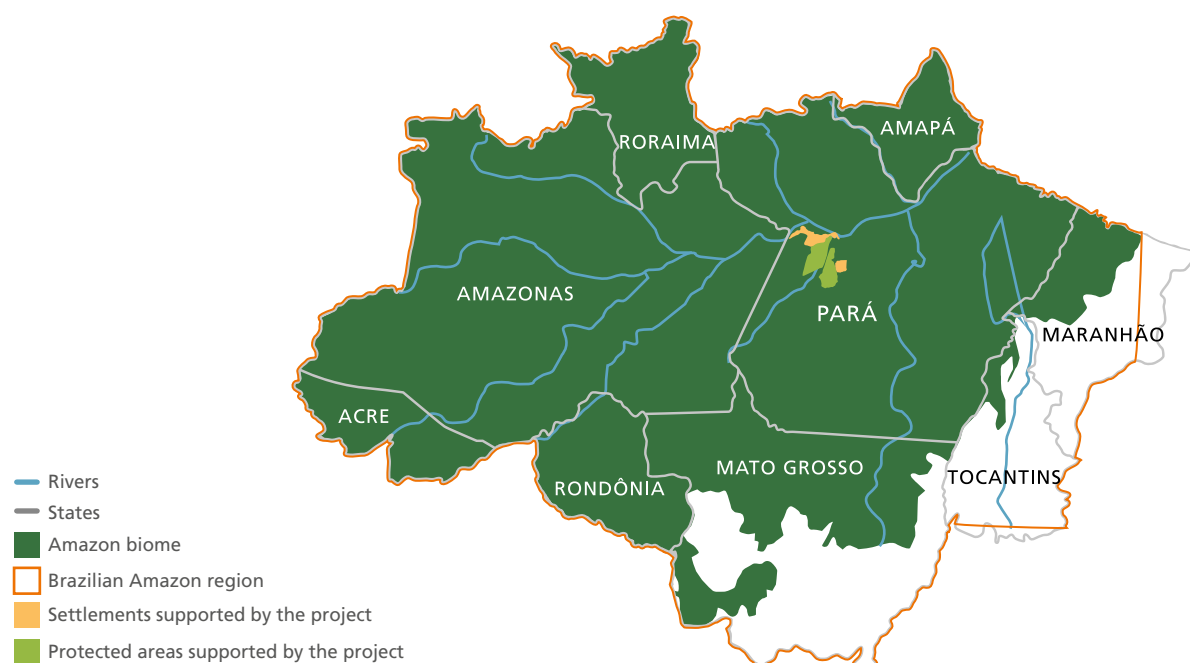 RORAIMA
AMAPÁ
AMAZONAS
PARÁ
MARANHÃO
ACRE
MATO GROSSO
TOCANTINS
RONDÔNIA
Rivers
States
Amazon biome
Brazilian Amazon region
Settlements supported by the project
Protected areas supported by the project